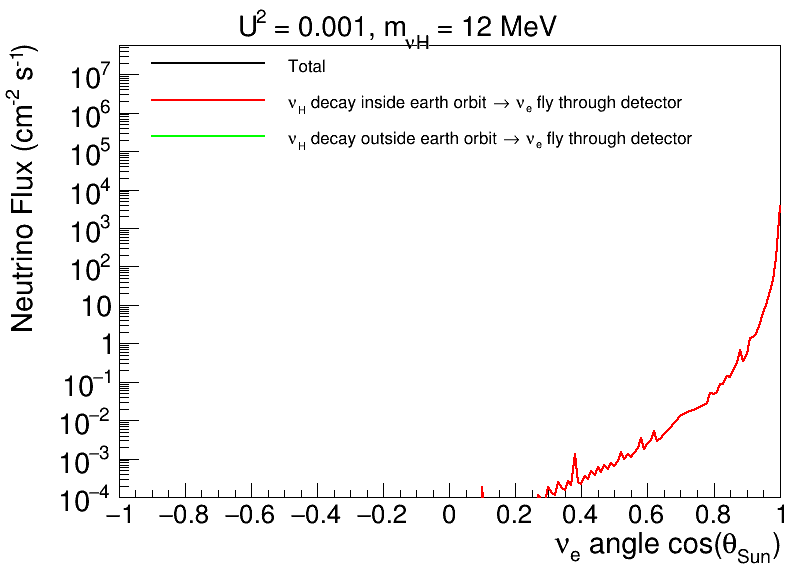 U² = 0.001, m_νH = 12 MeV
Total
ν_H decay inside earth orbit → ν_e fly through detector
ν_H decay outside earth orbit → ν_e fly through detector
Neutrino Flux (cm⁻² s⁻¹)
10⁷
10⁶
10⁵
10⁴
10³
10²
10
1
10⁻¹
10⁻²
10⁻³
10⁻⁴
−1 −0.8 −0.6 −0.4 −0.2 0 0.2 0.4 0.6 0.8 1
ν_e angle cos(θ_Sun)